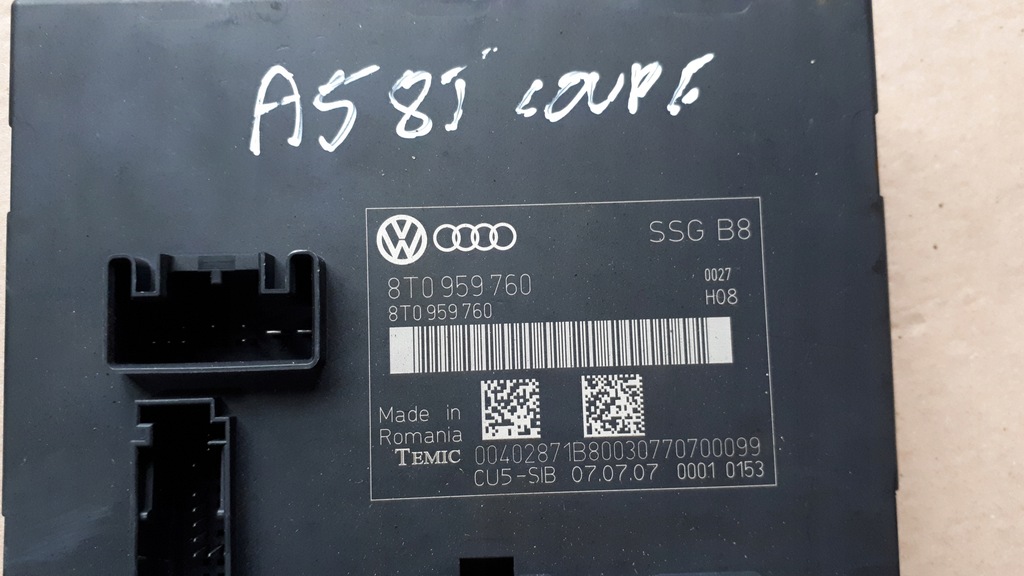 A5 8T COUPE
SSG B8
8T0 959 760
0027
8T0 959 760
H08
Made in
Romania
TEMIC
00402871B80030770700099
CU5-SIB 07.07.07 0001 0153